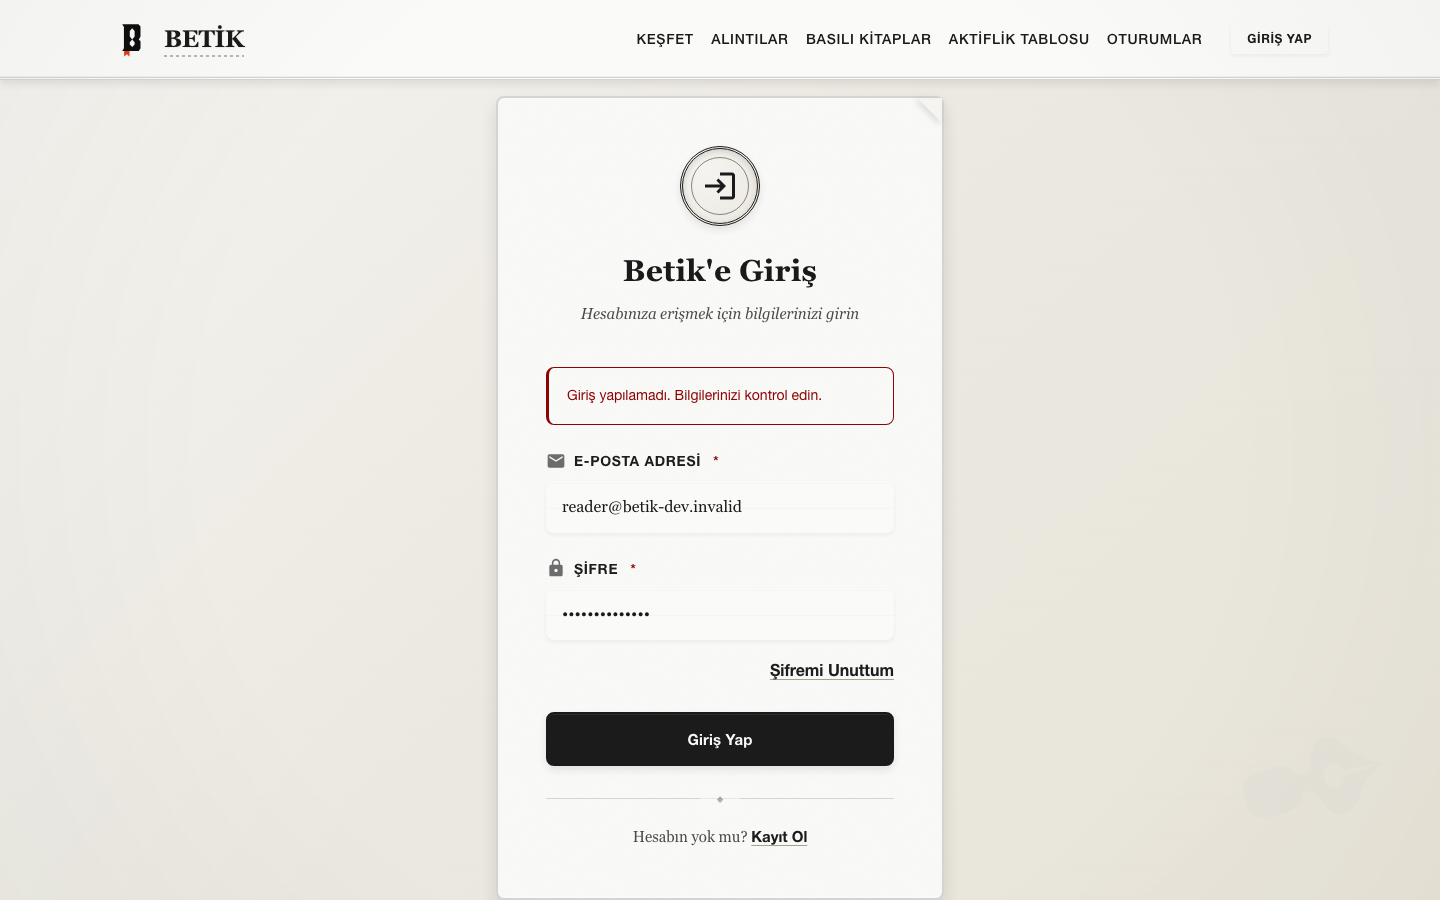 BETİK
KEŞFET ALINTILAR BASILI KİTAPLAR AKTİFLİK TABLOSU OTURUMLAR GİRİŞ YAP
Betik'e Giriş
Hesabınıza erişmek için bilgilerinizi girin
Giriş yapılamadı. Bilgilerinizi kontrol edin.
E-POSTA ADRESİ *
reader@betik-dev.invalid
ŞİFRE *
••••••••••••••
Şifremi Unuttum
Giriş Yap
Hesabın yok mu? Kayıt Ol